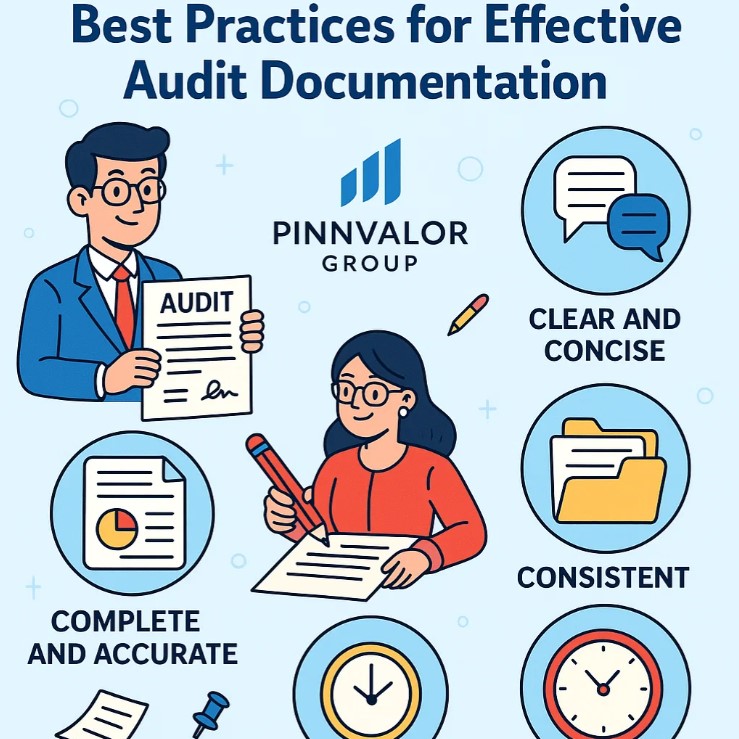 Best Practices for Effective
Audit Documentation
PINNVALOR
GROUP
AUDIT
CLEAR AND
CONCISE
CONSISTENT
COMPLETE
AND ACCURATE